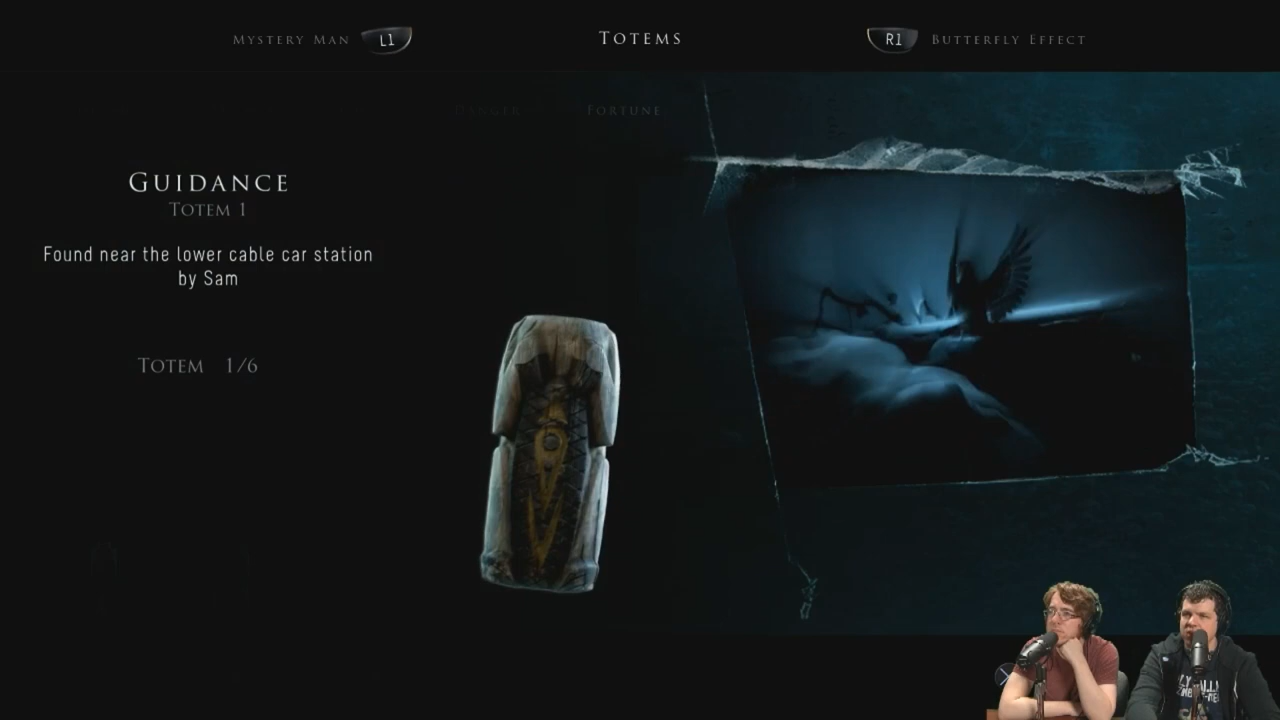 Mystery Man L1 Totems R1 Butterfly Effect
Danger Fortune
Guidance
Totem 1
Found near the lower cable car station
by Sam
Totem 1/6